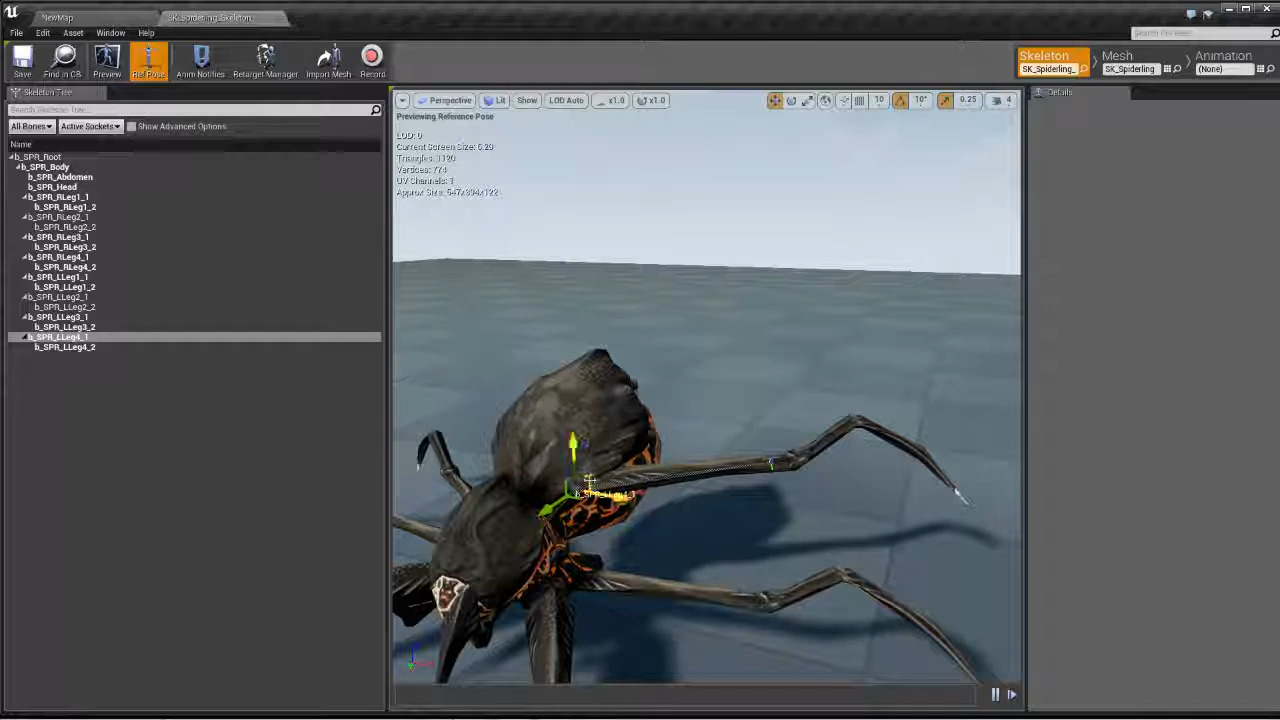 NewMap
SK_Spiderling_Skeleton
File Edit Asset Window Help
Save
Find in CB
Preview
Ref Pose
Anim Notifies
Retarget Manager
Import Mesh
Record
Skeleton
SK_Spiderling_
Mesh
SK_Spiderling
Animation
(None)
Skeleton Tree
Search Skeleton Tree...
All Bones
Active Sockets
Show Advanced Options
Name
b_SPR_Root
b_SPR_Body
b_SPR_Abdomen
b_SPR_Head
b_SPR_RLeg1_1
b_SPR_RLeg1_2
b_SPR_RLeg2_1
b_SPR_RLeg2_2
b_SPR_RLeg3_1
b_SPR_RLeg3_2
b_SPR_RLeg4_1
b_SPR_RLeg4_2
b_SPR_LLeg1_1
b_SPR_LLeg1_2
b_SPR_LLeg2_1
b_SPR_LLeg2_2
b_SPR_LLeg3_1
b_SPR_LLeg3_2
b_SPR_LLeg4_1
b_SPR_LLeg4_2
Perspective
Lit
Show
LOD Auto
x1.0
x1.0
10
10°
0.25
4
Previewing Reference Pose
LOD: 0
Current Screen Size: 6.29
Triangles: 1120
Vertices: 774
UV Channels: 1
Approx Size: 547x894x122
b_SPR_LLeg4_1
Details